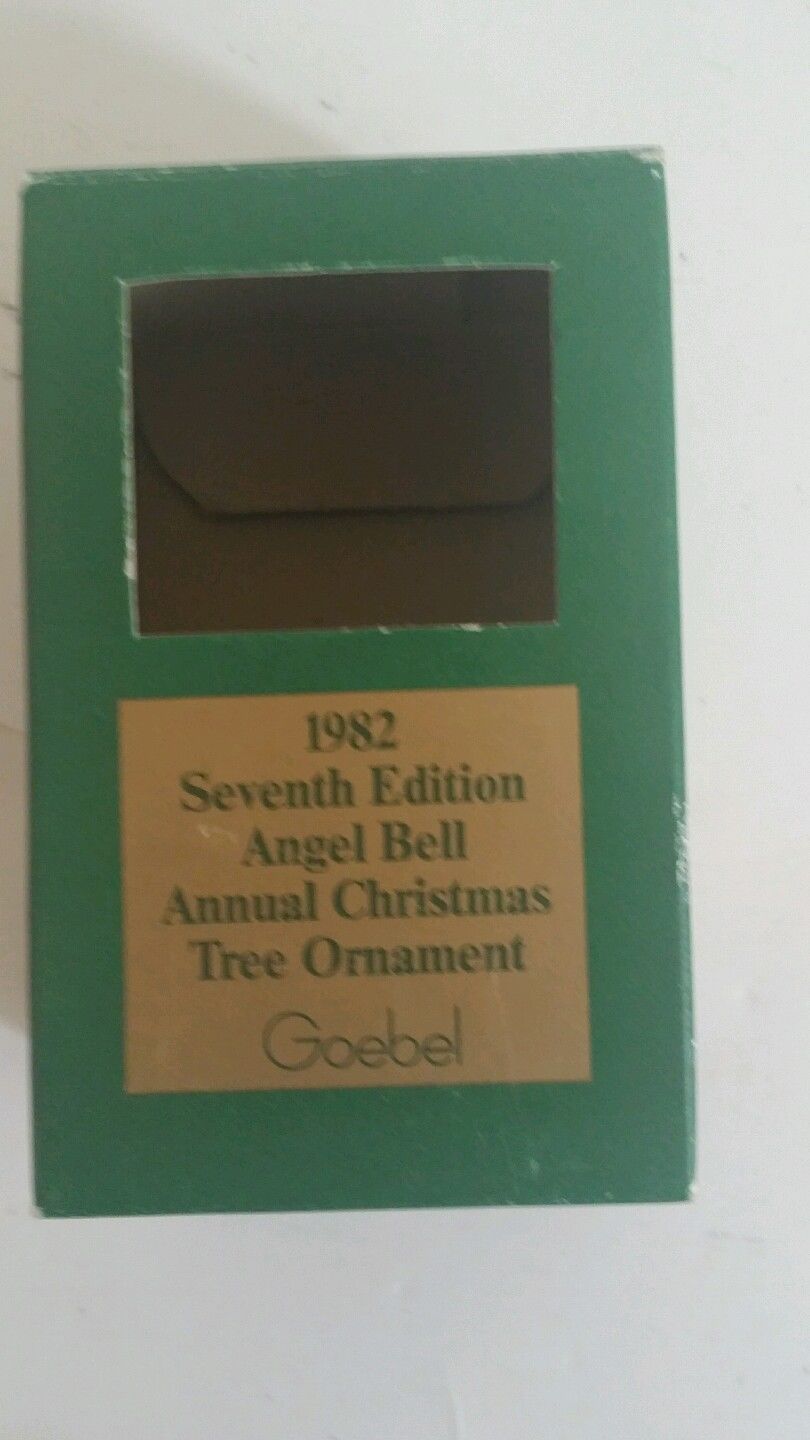 1982
Seventh Edition
Angel Bell
Annual Christmas
Tree Ornament
Goebel